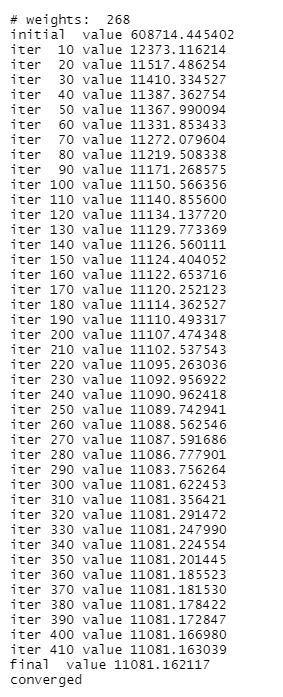 # weights:  268
initial  value 608714.445402
iter  10 value 12373.116214
iter  20 value 11517.486254
iter  30 value 11410.334527
iter  40 value 11387.362754
iter  50 value 11367.990094
iter  60 value 11331.853433
iter  70 value 11272.079604
iter  80 value 11219.508338
iter  90 value 11171.268575
iter 100 value 11150.566356
iter 110 value 11140.855600
iter 120 value 11134.137720
iter 130 value 11129.773369
iter 140 value 11126.560111
iter 150 value 11124.404052
iter 160 value 11122.653716
iter 170 value 11120.252123
iter 180 value 11114.362527
iter 190 value 11110.493317
iter 200 value 11107.474348
iter 210 value 11102.537543
iter 220 value 11095.263036
iter 230 value 11092.956922
iter 240 value 11090.962418
iter 250 value 11089.742941
iter 260 value 11088.562546
iter 270 value 11087.591686
iter 280 value 11086.777901
iter 290 value 11083.756264
iter 300 value 11081.622453
iter 310 value 11081.356421
iter 320 value 11081.291472
iter 330 value 11081.247990
iter 340 value 11081.224554
iter 350 value 11081.201445
iter 360 value 11081.185523
iter 370 value 11081.181530
iter 380 value 11081.178422
iter 390 value 11081.172847
iter 400 value 11081.166980
iter 410 value 11081.163039
final  value 11081.162117
converged